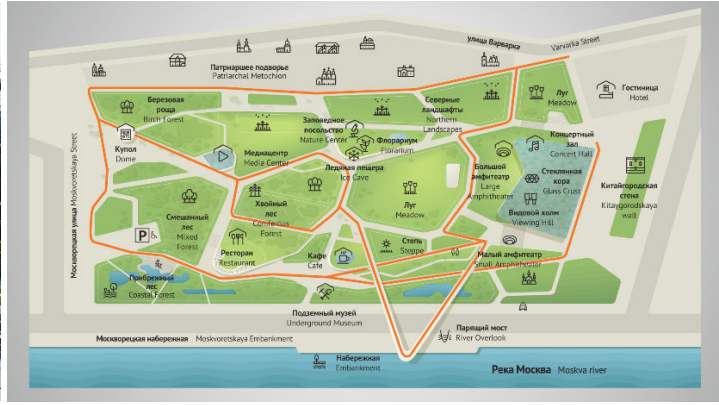 улица Варварка
Varvarka Street
Патриаршее подворье
Patriarchal Metochion
Березовая
роща
Birch Forest
Заповедное
посольство
Nature Center
Северные
ландшафты
Northern
Landscapes
Луг
Meadow
Гостиница
Hotel
Купол
Dome
Медиацентр
Media Center
Флорариум
Florarium
Концертный
зал
Concert Hall
Ледяная пещера
Ice Cave
Большой
амфитеатр
Large
Amphitheater
Стеклянная
кора
Glass Crust
Китайгородская
стена
Kitaygorodskaya
wall
Москворецкая улица Moskvoretskaya Street
Смешанный
лес
Mixed
Forest
Хвойный
лес
Coniferous
Forest
Луг
Meadow
Видовой холм
Viewing Hill
P
Ресторан
Restaurant
Кафе
Cafe
Степь
Steppe
Малый амфитеатр
Small Amphitheater
Прибрежный
лес
Coastal Forest
Подземный музей
Underground Museum
Москворецкая набережная Moskvoretskaya Embankment
Парящий мост
River Overlook
Набережная
Embankment
Река Москва Moskva river